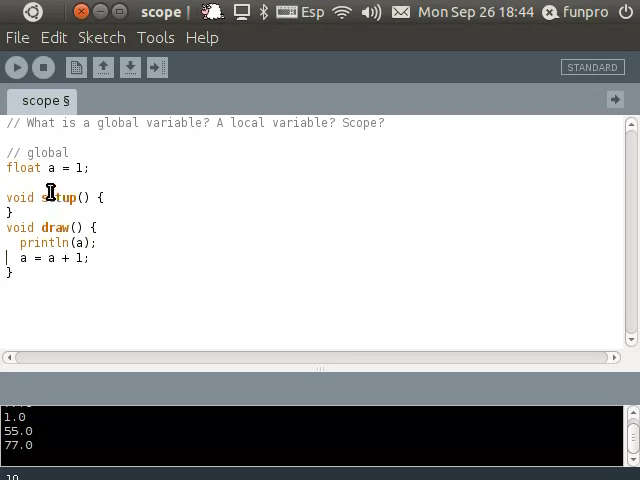 scope | Esp Mon Sep 26 18:44 funpro
File Edit Sketch Tools Help
STANDARD
scope §
// What is a global variable? A local variable? Scope?
// global
float a = 1;
void setup() {
}
void draw() {
println(a);
a = a + 1;
}
1.0
55.0
77.0
10